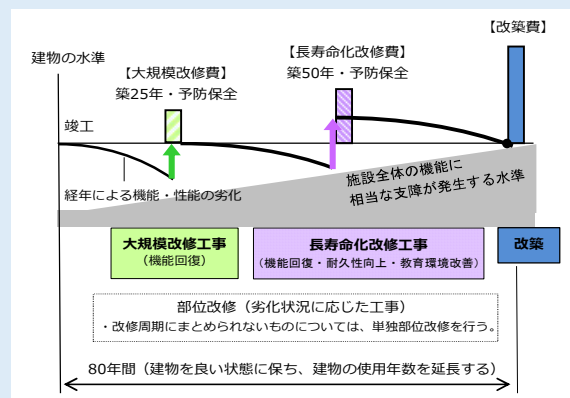 【改築費】
建物の水準
【大規模改修費】
築25年・予防保全
【長寿命化改修費】
築50年・予防保全
竣工
経年による機能・性能の劣化
施設全体の機能に
相当な支障が発生する水準
大規模改修工事
(機能回復)
長寿命化改修工事
(機能回復・耐久性向上・教育環境改善)
改築
部位改修（劣化状況に応じた工事）
・改修周期にまとめられないものについては、単独部位改修を行う。
80年間（建物を良い状態に保ち、建物の使用年数を延長する）